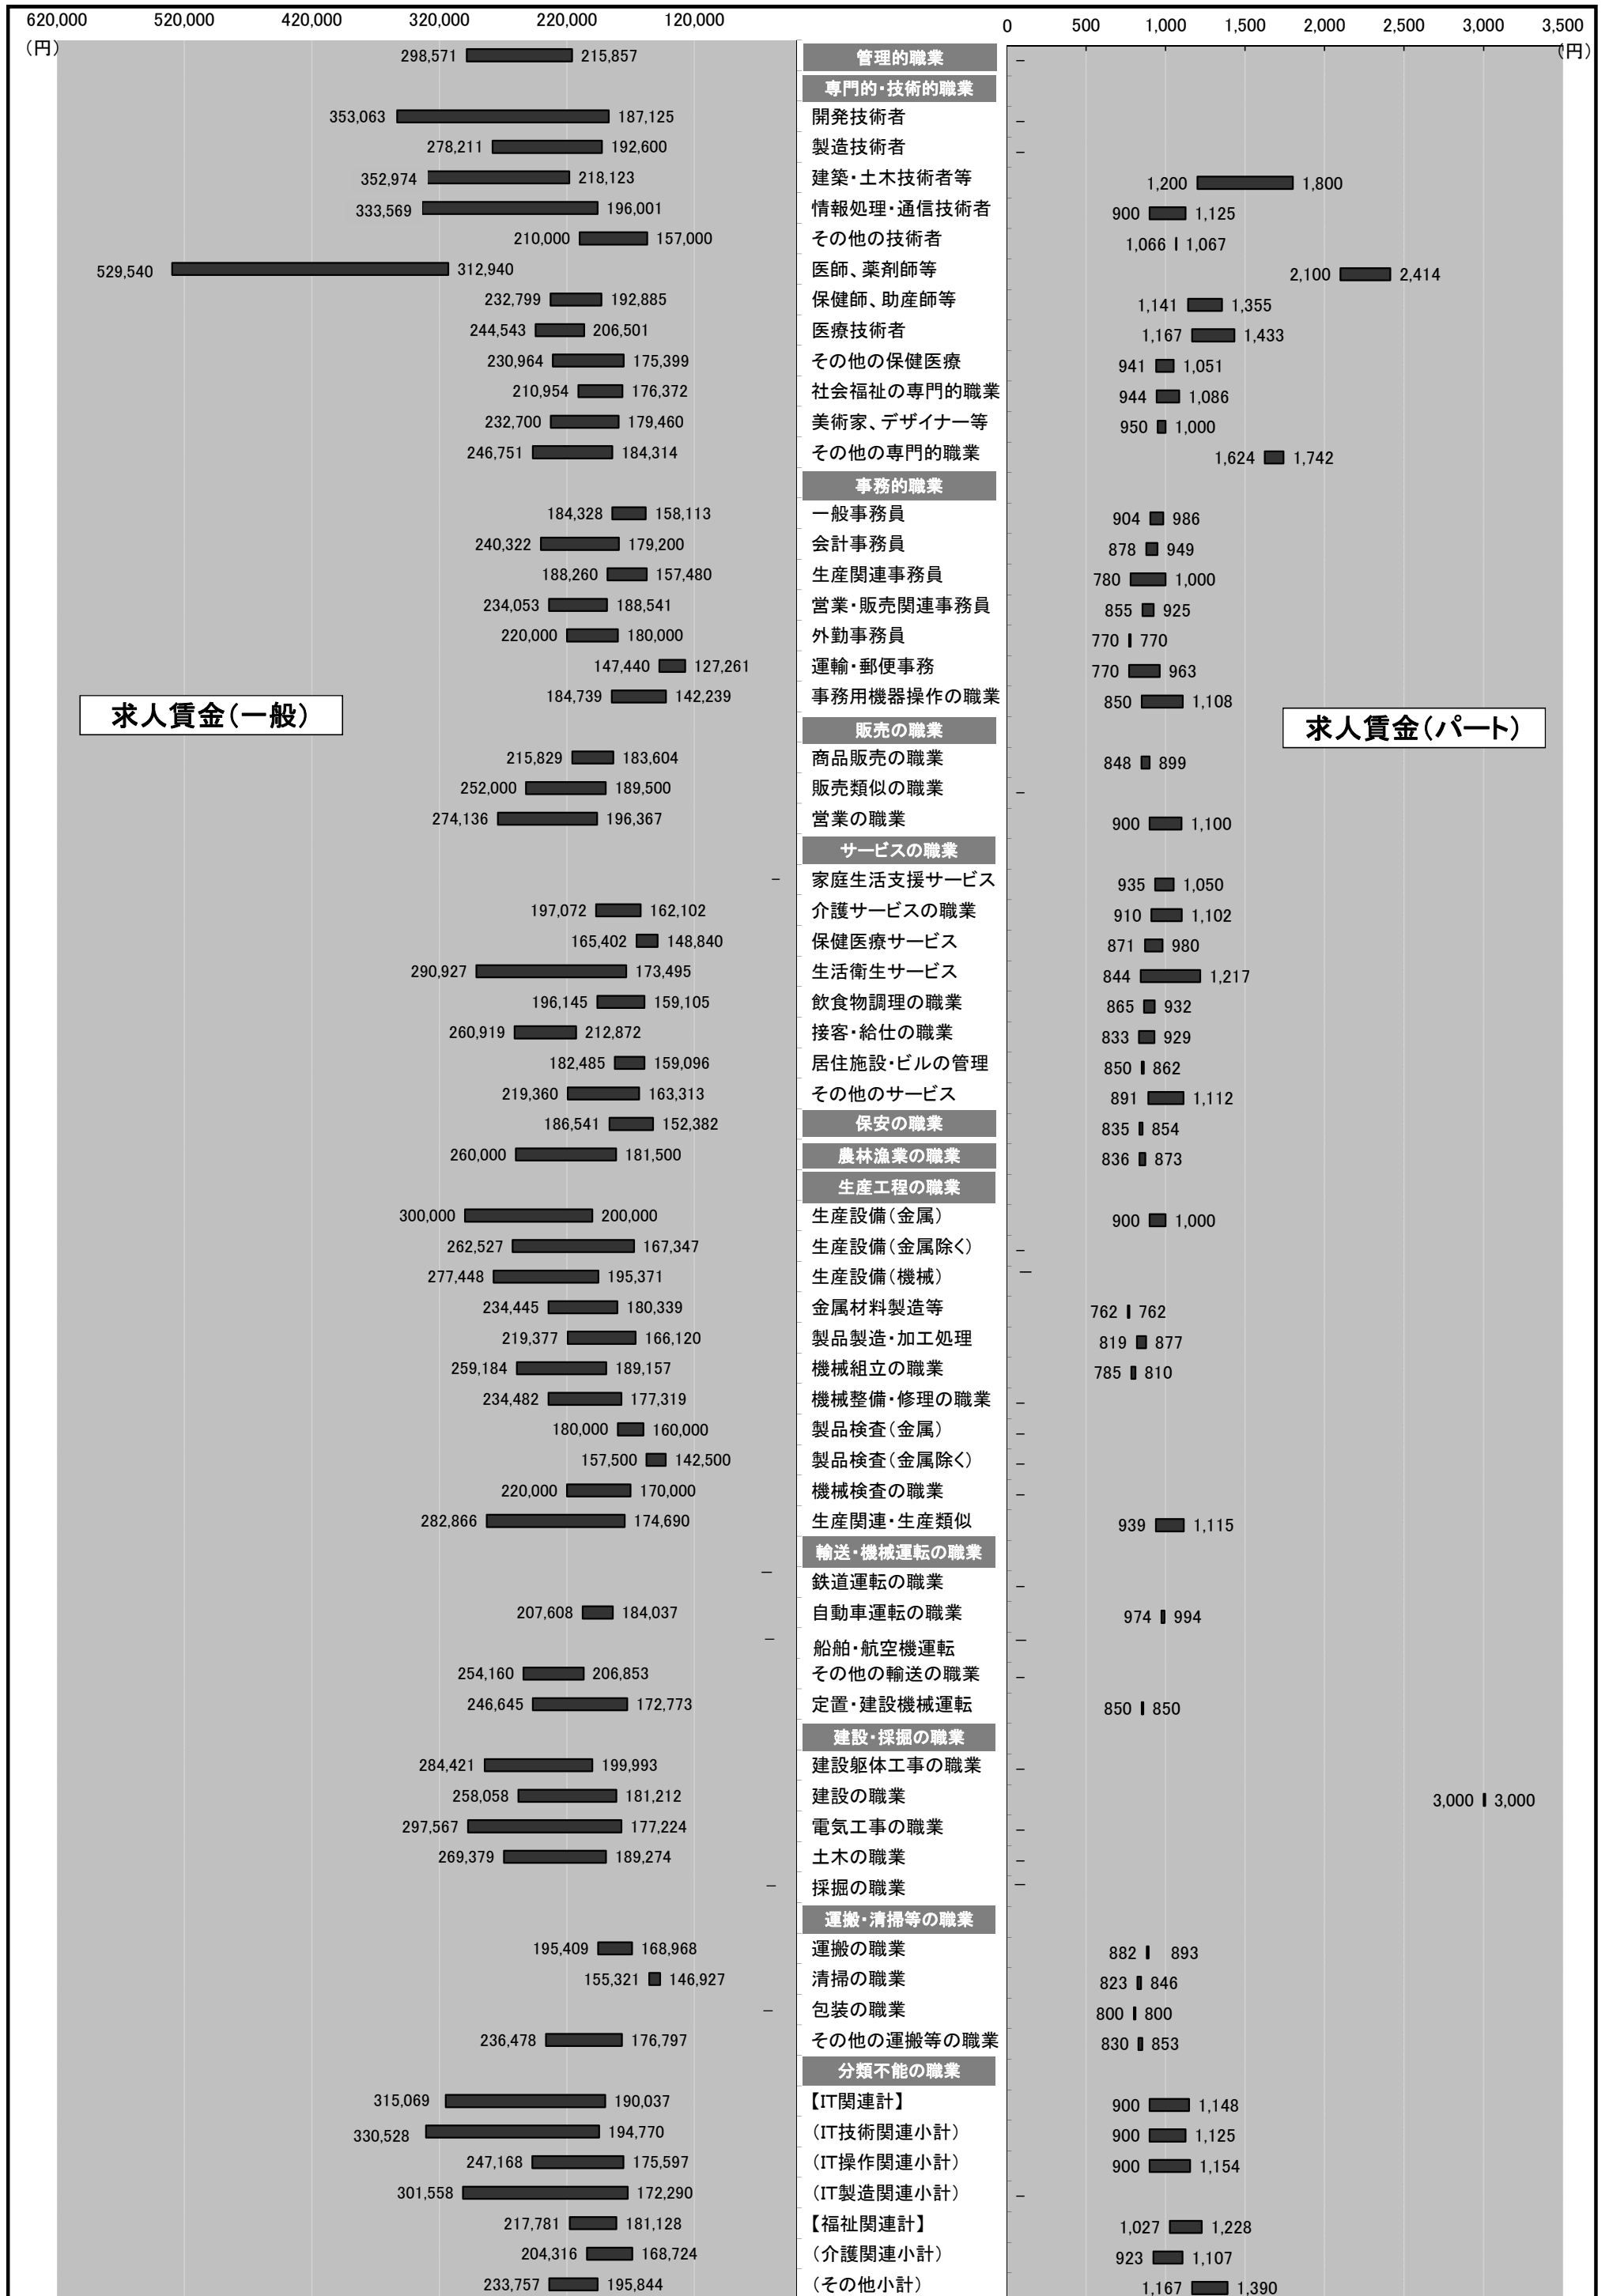 620,000 520,000 420,000 320,000 220,000 120,000 0 500 1,000 1,500 2,000 2,500 3,000 3,500
(円) (円)
298,571 215,857 管理的職業 –
専門的・技術的職業
353,063 187,125 開発技術者 –
278,211 192,600 製造技術者 –
352,974 218,123 建築・土木技術者等 1,200 1,800
333,569 196,001 情報処理・通信技術者 900 1,125
210,000 157,000 その他の技術者 1,066 1,067
529,540 312,940 医師、薬剤師等 2,100 2,414
232,799 192,885 保健師、助産師等 1,141 1,355
244,543 206,501 医療技術者 1,167 1,433
230,964 175,399 その他の保健医療 941 1,051
210,954 176,372 社会福祉の専門的職業 944 1,086
232,700 179,460 美術家、デザイナー等 950 1,000
246,751 184,314 その他の専門的職業 1,624 1,742
事務的職業
184,328 158,113 一般事務員 904 986
240,322 179,200 会計事務員 878 949
188,260 157,480 生産関連事務員 780 1,000
234,053 188,541 営業・販売関連事務員 855 925
220,000 180,000 外勤事務員 770 770
147,440 127,261 運輸・郵便事務 770 963
184,739 142,239 事務用機器操作の職業 850 1,108
求人賃金(一般) 求人賃金(パート)
販売の職業
215,829 183,604 商品販売の職業 848 899
252,000 189,500 販売類似の職業 –
274,136 196,367 営業の職業 900 1,100
サービスの職業
– 家庭生活支援サービス 935 1,050
197,072 162,102 介護サービスの職業 910 1,102
165,402 148,840 保健医療サービス 871 980
290,927 173,495 生活衛生サービス 844 1,217
196,145 159,105 飲食物調理の職業 865 932
260,919 212,872 接客・給仕の職業 833 929
182,485 159,096 居住施設・ビルの管理 850 862
219,360 163,313 その他のサービス 891 1,112
186,541 152,382 保安の職業 835 854
260,000 181,500 農林漁業の職業 836 873
生産工程の職業
300,000 200,000 生産設備(金属) 900 1,000
262,527 167,347 生産設備(金属除く) –
277,448 195,371 生産設備(機械) –
234,445 180,339 金属材料製造等 762 762
219,377 166,120 製品製造・加工処理 819 877
259,184 189,157 機械組立の職業 785 810
234,482 177,319 機械整備・修理の職業 –
180,000 160,000 製品検査(金属) –
157,500 142,500 製品検査(金属除く) –
220,000 170,000 機械検査の職業 –
282,866 174,690 生産関連・生産類似 939 1,115
輸送・機械運転の職業
– 鉄道運転の職業 –
207,608 184,037 自動車運転の職業 974 994
– 船舶・航空機運転 –
254,160 206,853 その他の輸送の職業 –
246,645 172,773 定置・建設機械運転 850 850
建設・採掘の職業
284,421 199,993 建設躯体工事の職業 –
258,058 181,212 建設の職業 3,000 3,000
297,567 177,224 電気工事の職業 –
269,379 189,274 土木の職業 –
– 採掘の職業 –
運搬・清掃等の職業
195,409 168,968 運搬の職業 882 893
155,321 146,927 清掃の職業 823 846
– 包装の職業 800 800
236,478 176,797 その他の運搬等の職業 830 853
分類不能の職業
315,069 190,037 【IT関連計】 900 1,148
330,528 194,770 (IT技術関連小計) 900 1,125
247,168 175,597 (IT操作関連小計) 900 1,154
301,558 172,290 (IT製造関連小計) –
217,781 181,128 【福祉関連計】 1,027 1,228
204,316 168,724 (介護関連小計) 923 1,107
233,757 195,844 (その他小計) 1,167 1,390